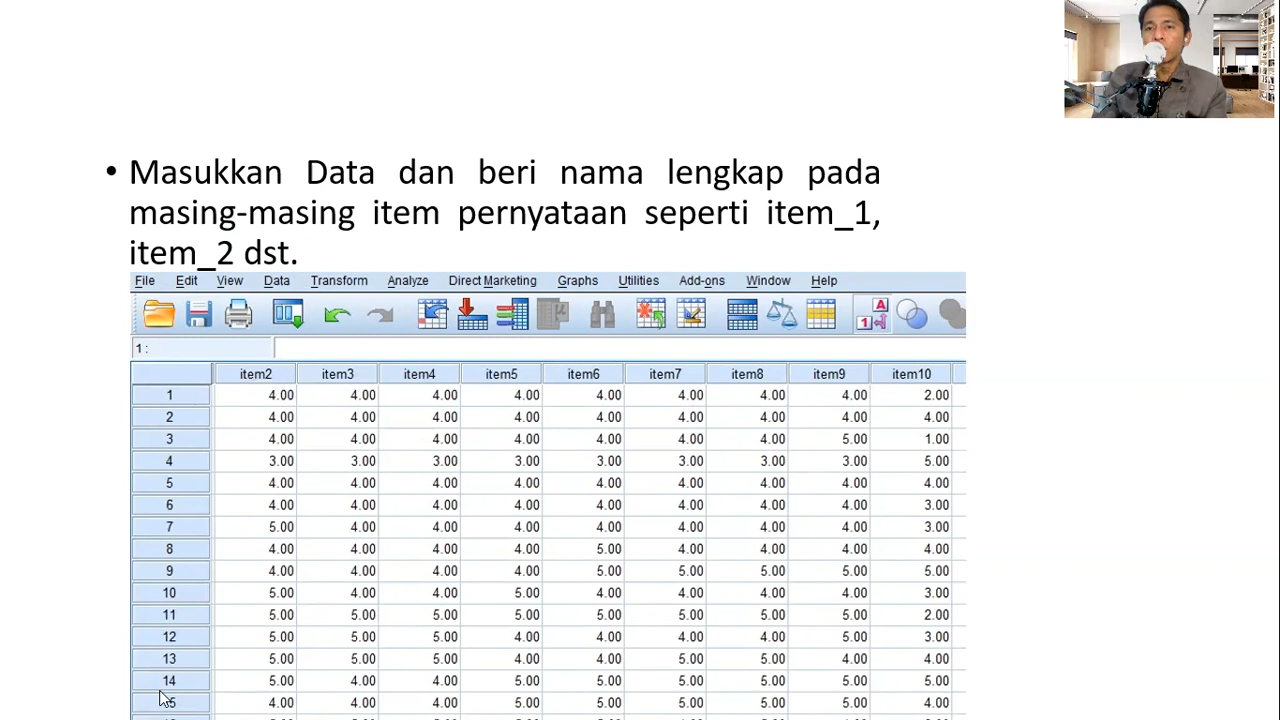 • Masukkan Data dan beri nama lengkap pada
masing-masing item pernyataan seperti item_1,
item_2 dst.
File Edit View Data Transform Analyze Direct Marketing Graphs Utilities Add-ons Window Help
1 :
item2 item3 item4 item5 item6 item7 item8 item9 item10
1 4.00 4.00 4.00 4.00 4.00 4.00 4.00 4.00 2.00
2 4.00 4.00 4.00 4.00 4.00 4.00 4.00 4.00 4.00
3 4.00 4.00 4.00 4.00 4.00 4.00 4.00 5.00 1.00
4 3.00 3.00 3.00 3.00 3.00 3.00 3.00 3.00 5.00
5 4.00 4.00 4.00 4.00 4.00 4.00 4.00 4.00 4.00
6 4.00 4.00 4.00 4.00 4.00 4.00 4.00 4.00 3.00
7 5.00 4.00 4.00 4.00 4.00 4.00 4.00 4.00 3.00
8 4.00 4.00 4.00 4.00 5.00 4.00 4.00 4.00 4.00
9 4.00 4.00 4.00 4.00 5.00 5.00 5.00 5.00 5.00
10 5.00 4.00 4.00 5.00 4.00 4.00 4.00 4.00 3.00
11 5.00 5.00 5.00 5.00 5.00 5.00 5.00 5.00 2.00
12 5.00 5.00 5.00 4.00 4.00 4.00 4.00 5.00 3.00
13 5.00 5.00 5.00 4.00 4.00 5.00 5.00 4.00 4.00
14 5.00 4.00 4.00 5.00 5.00 5.00 5.00 5.00 5.00
4.00 4.00 4.00 5.00 5.00 5.00 5.00 5.00 4.00